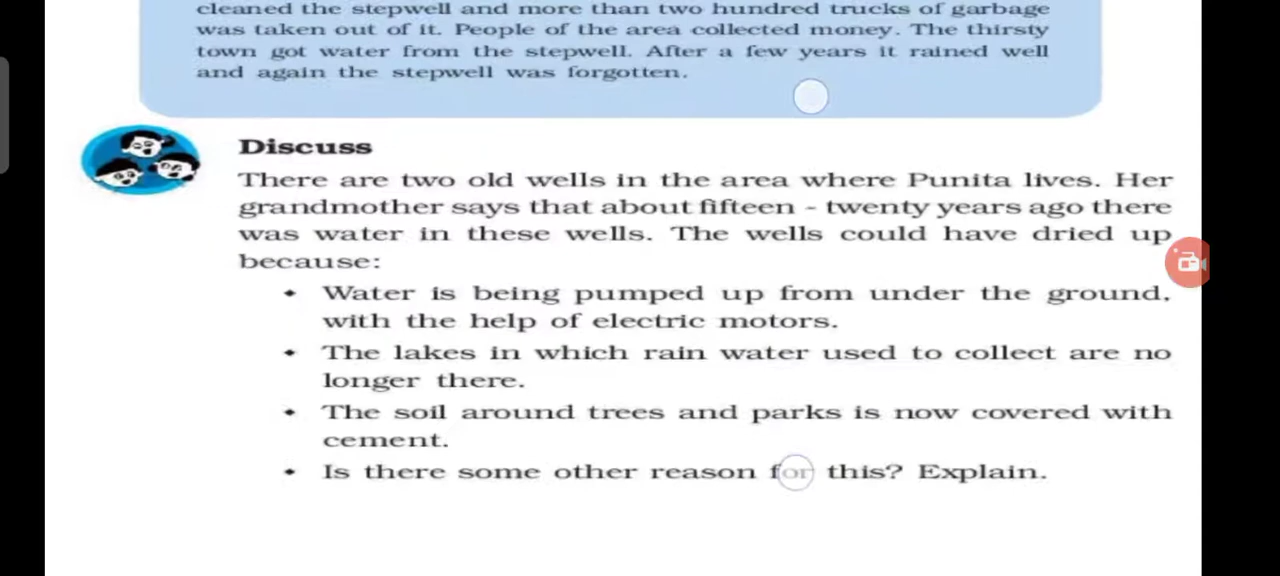 cleaned the stepwell and more than two hundred trucks of garbage
was taken out of it. People of the area collected money. The thirsty
town got water from the stepwell. After a few years it rained well
and again the stepwell was forgotten.
Discuss
There are two old wells in the area where Punita lives. Her
grandmother says that about fifteen - twenty years ago there
was water in these wells. The wells could have dried up
because:
• Water is being pumped up from under the ground,
with the help of electric motors.
• The lakes in which rain water used to collect are no
longer there.
• The soil around trees and parks is now covered with
cement.
• Is there some other reason for this? Explain.